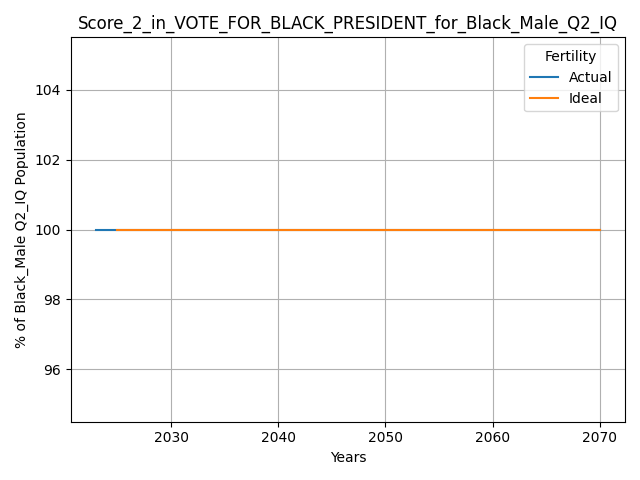 Score_2_in_VOTE_FOR_BLACK_PRESIDENT_for_Black_Male_Q2_IQ
Fertility
Actual
Ideal
% of Black_Male Q2_IQ Population
104
102
100
98
96
2030 2040 2050 2060 2070
Years